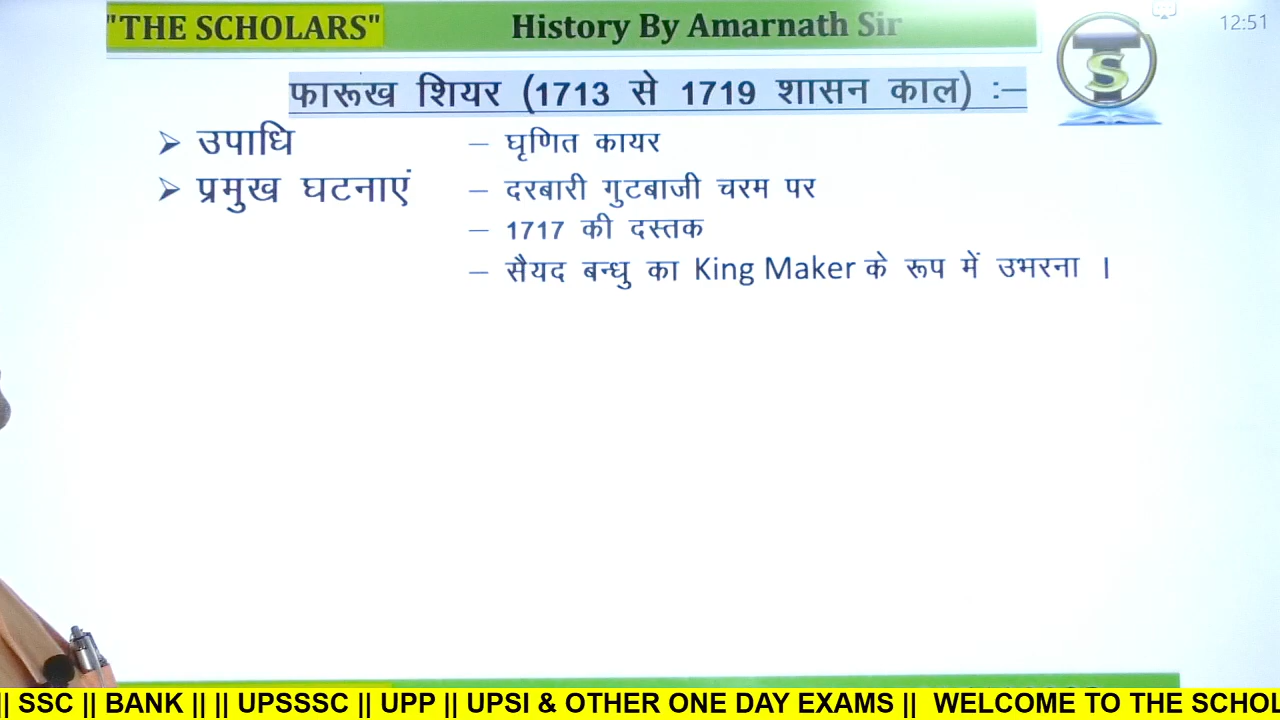 "THE SCHOLARS" History By Amarnath Sir
12:51
TS
फारूख शियर (1713 से 1719 शासन काल) :–
➢ उपाधि – घृणित कायर
➢ प्रमुख घटनाएं – दरबारी गुटबाजी चरम पर
– 1717 की दस्तक
– सैयद बन्धु का King Maker के रूप में उभरना ।
|| SSC || BANK || || UPSSSC || UPP || UPSI & OTHER ONE DAY EXAMS || WELCOME TO THE SCHOL